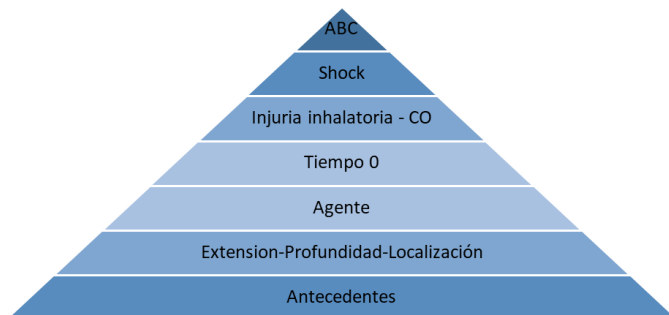 ABC
Shock
Injuria inhalatoria - CO
Tiempo 0
Agente
Extension-Profundidad-Localización
Antecedentes